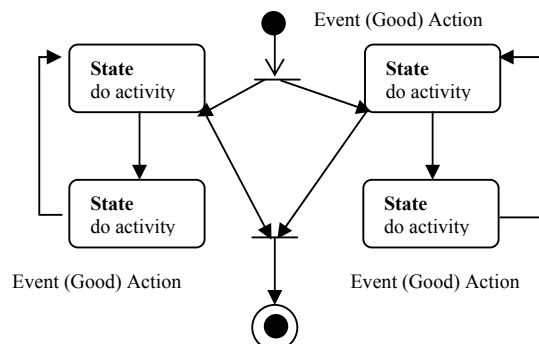 Event (Good) Action
State
do activity
State
do activity
State
do activity
State
do activity
Event (Good) Action
Event (Good) Action